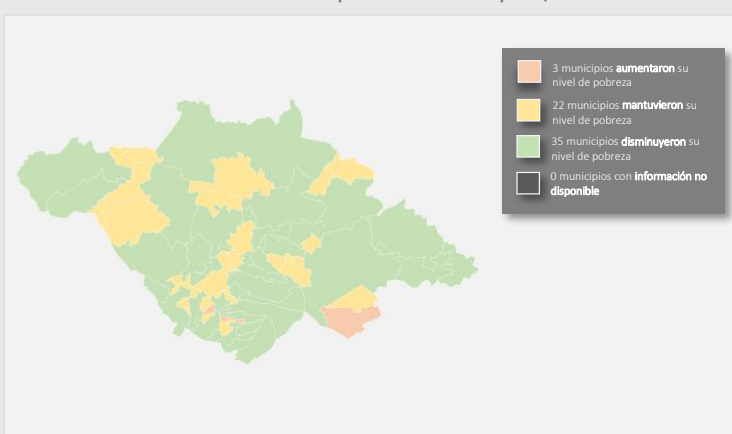 3 municipios aumentaron su
nivel de pobreza
22 municipios mantuvieron su
nivel de pobreza
35 municipios disminuyeron su
nivel de pobreza
0 municipios con información no
disponible